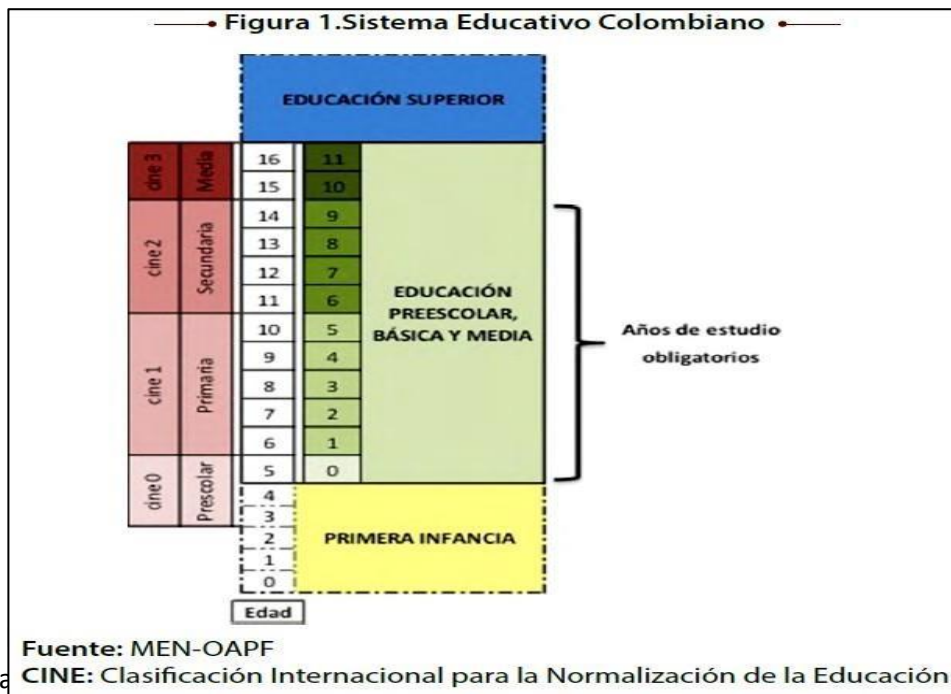 Figura 1.Sistema Educativo Colombiano
EDUCACIÓN SUPERIOR
cine 3 Media 16 11
15 10
cine 2 Secundaria 14 9
13 8
12 7
11 6
cine 1 Primaria 10 5
9 4
8 3
7 2
6 1
cine 0 Prescolar 5 0
4
3
2
1
0
EDUCACIÓN
PREESCOLAR,
BÁSICA Y MEDIA
Años de estudio
obligatorios
PRIMERA INFANCIA
Edad
Fuente: MEN-OAPF
CINE: Clasificación Internacional para la Normalización de la Educación